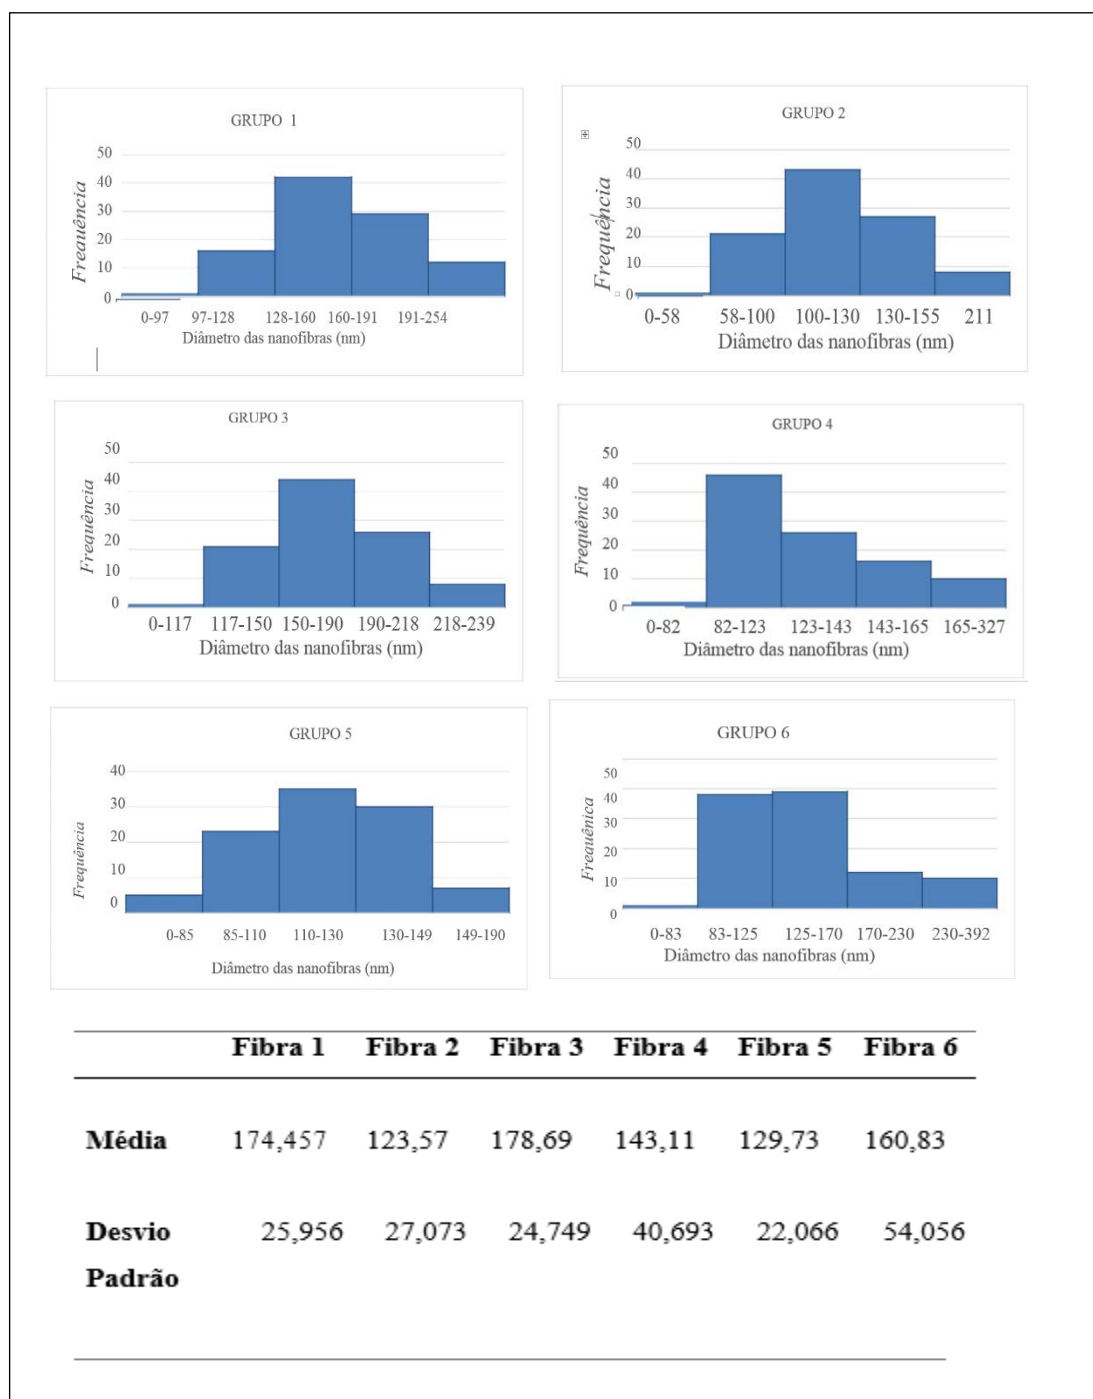 GRUPO 1
50
40
30
20
10
0
Freauência
0-97 97-128 128-160 160-191 191-254
Diâmetro das nanofibras (nm)
GRUPO 2
50
40
30
20
10
0
Frequência
0-58 58-100 100-130 130-155 211
Diâmetro das nanofibras (nm)
GRUPO 3
50
40
30
20
10
0
Frequência
0-117 117-150 150-190 190-218 218-239
Diâmetro das nanofibras (nm)
GRUPO 4
50
40
30
20
10
0
Frequência
0-82 82-123 123-143 143-165 165-327
Diâmetro das nanofibras (nm)
GRUPO 5
40
30
20
10
0
Frequência
0-85 85-110 110-130 130-149 149-190
Diâmetro das nanofibras (nm)
GRUPO 6
50
40
30
20
10
0
Freauênica
0-83 83-125 125-170 170-230 230-392
Diâmetro das nanofibras (nm)
Fibra 1 Fibra 2 Fibra 3 Fibra 4 Fibra 5 Fibra 6
Média 174,457 123,57 178,69 143,11 129,73 160,83
Desvio 25,956 27,073 24,749 40,693 22,066 54,056
Padrão